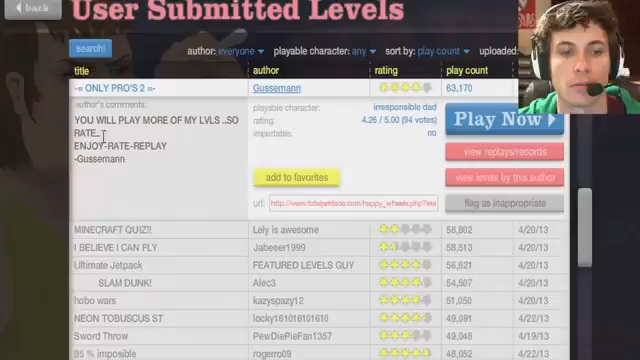 back
User Submitted Levels
search!
author: everyone playable character: any sort by: play count uploaded:
title author rating play count
-= ONLY PRO'S 2 =- Gussemann 63,170
author's comments:
YOU WILL PLAY MORE OF MY LVLS ..SO
RATE..
ENJOY-RATE-REPLAY
-Gussemann
playable character: irresponsible dad
rating: 4.26 / 5.00 (94 votes)
importable: no
Play Now
view replays/records
add to favorites
view levels by this author
url:
flag as inappropriate
MINECRAFT QUIZ!! Lely is awesome 58,802 4/20/13
I BELIEVE I CAN FLY Jabeeer1999 58,513 4/20/13
Ultimate Jetpack FEATURED LEVELS GUY 56,621 4/20/13
SLAM DUNK! Alec3 54,507 4/20/13
hobo wars kazyspazy12 51,050 4/20/13
NEON TOBUSCUS ST locky161016101610 49,091 4/22/13
Sword Throw PewDiePieFan1357 49,048 4/19/13
95 % imposible rogerro09 48,052 4/22/13